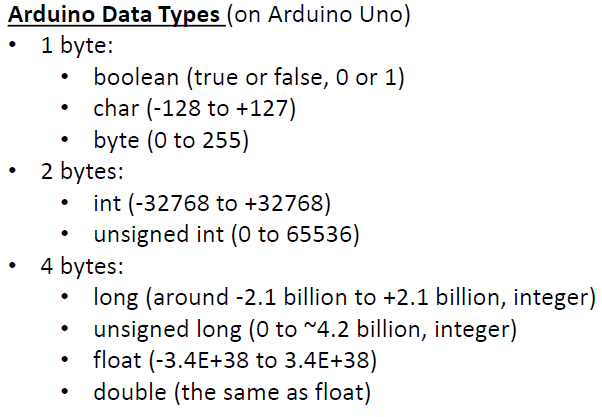 Arduino Data Types (on Arduino Uno)
• 1 byte:
• boolean (true or false, 0 or 1)
• char (-128 to +127)
• byte (0 to 255)
• 2 bytes:
• int (-32768 to +32768)
• unsigned int (0 to 65536)
• 4 bytes:
• long (around -2.1 billion to +2.1 billion, integer)
• unsigned long (0 to ~4.2 billion, integer)
• float (-3.4E+38 to 3.4E+38)
• double (the same as float)